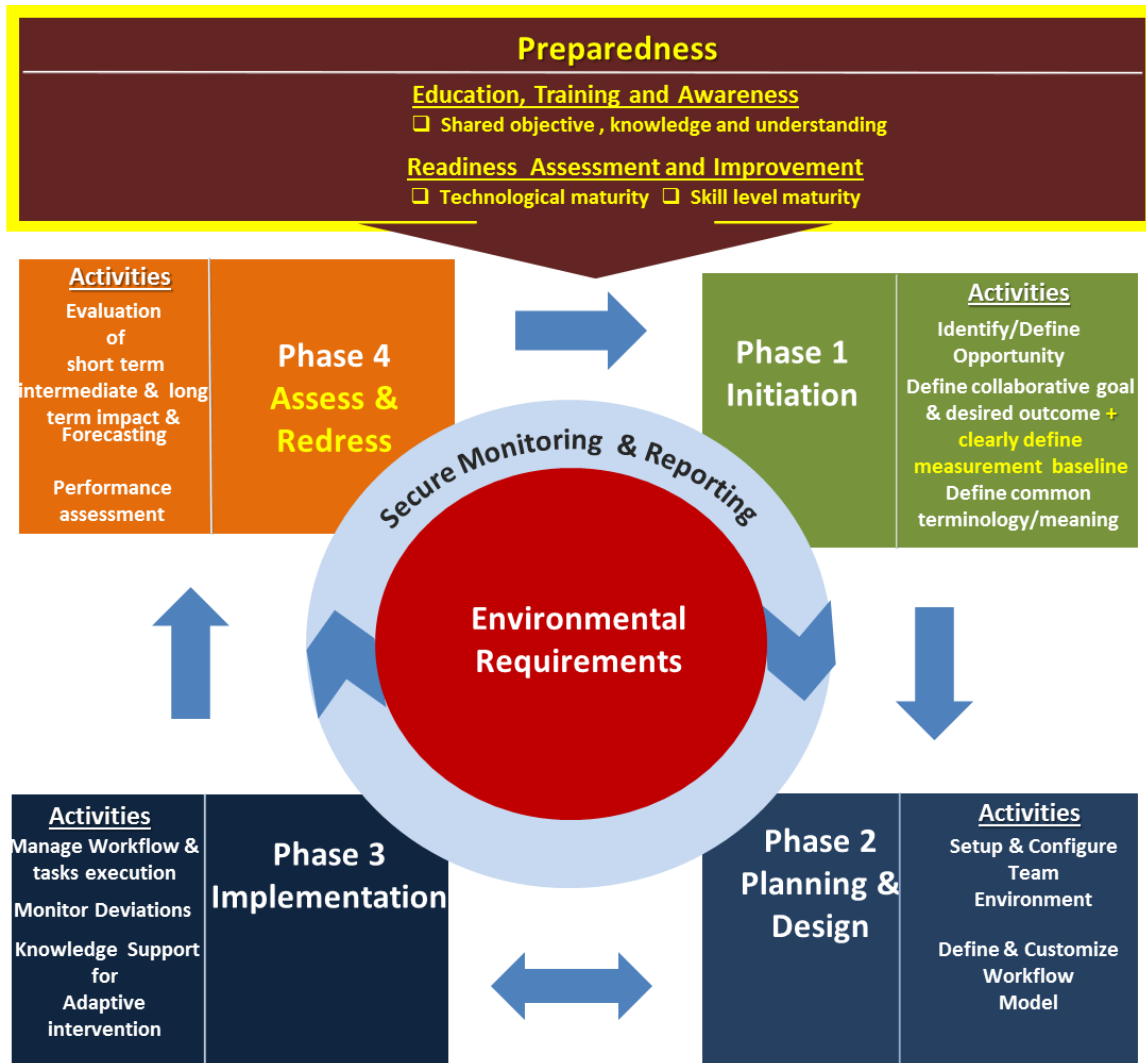 Preparedness
Education, Training and Awareness
❑ Shared objective , knowledge and understanding
Readiness Assessment and Improvement
❑ Technological maturity ❑ Skill level maturity
Activities
Evaluation
of
short term
intermediate & long
term impact &
Forecasting
Performance
assessment
Phase 4
Assess &
Redress
Phase 1
Initiation
Activities
Identify/Define
Opportunity
Define collaborative goal
& desired outcome +
clearly define
measurement baseline
Define common
terminology/meaning
Secure Monitoring & Reporting
Environmental
Requirements
Activities
Manage Workflow &
tasks execution
Monitor Deviations
Knowledge Support
for
Adaptive
intervention
Phase 3
Implementation
Phase 2
Planning &
Design
Activities
Setup & Configure
Team
Environment
Define & Customize
Workflow
Model